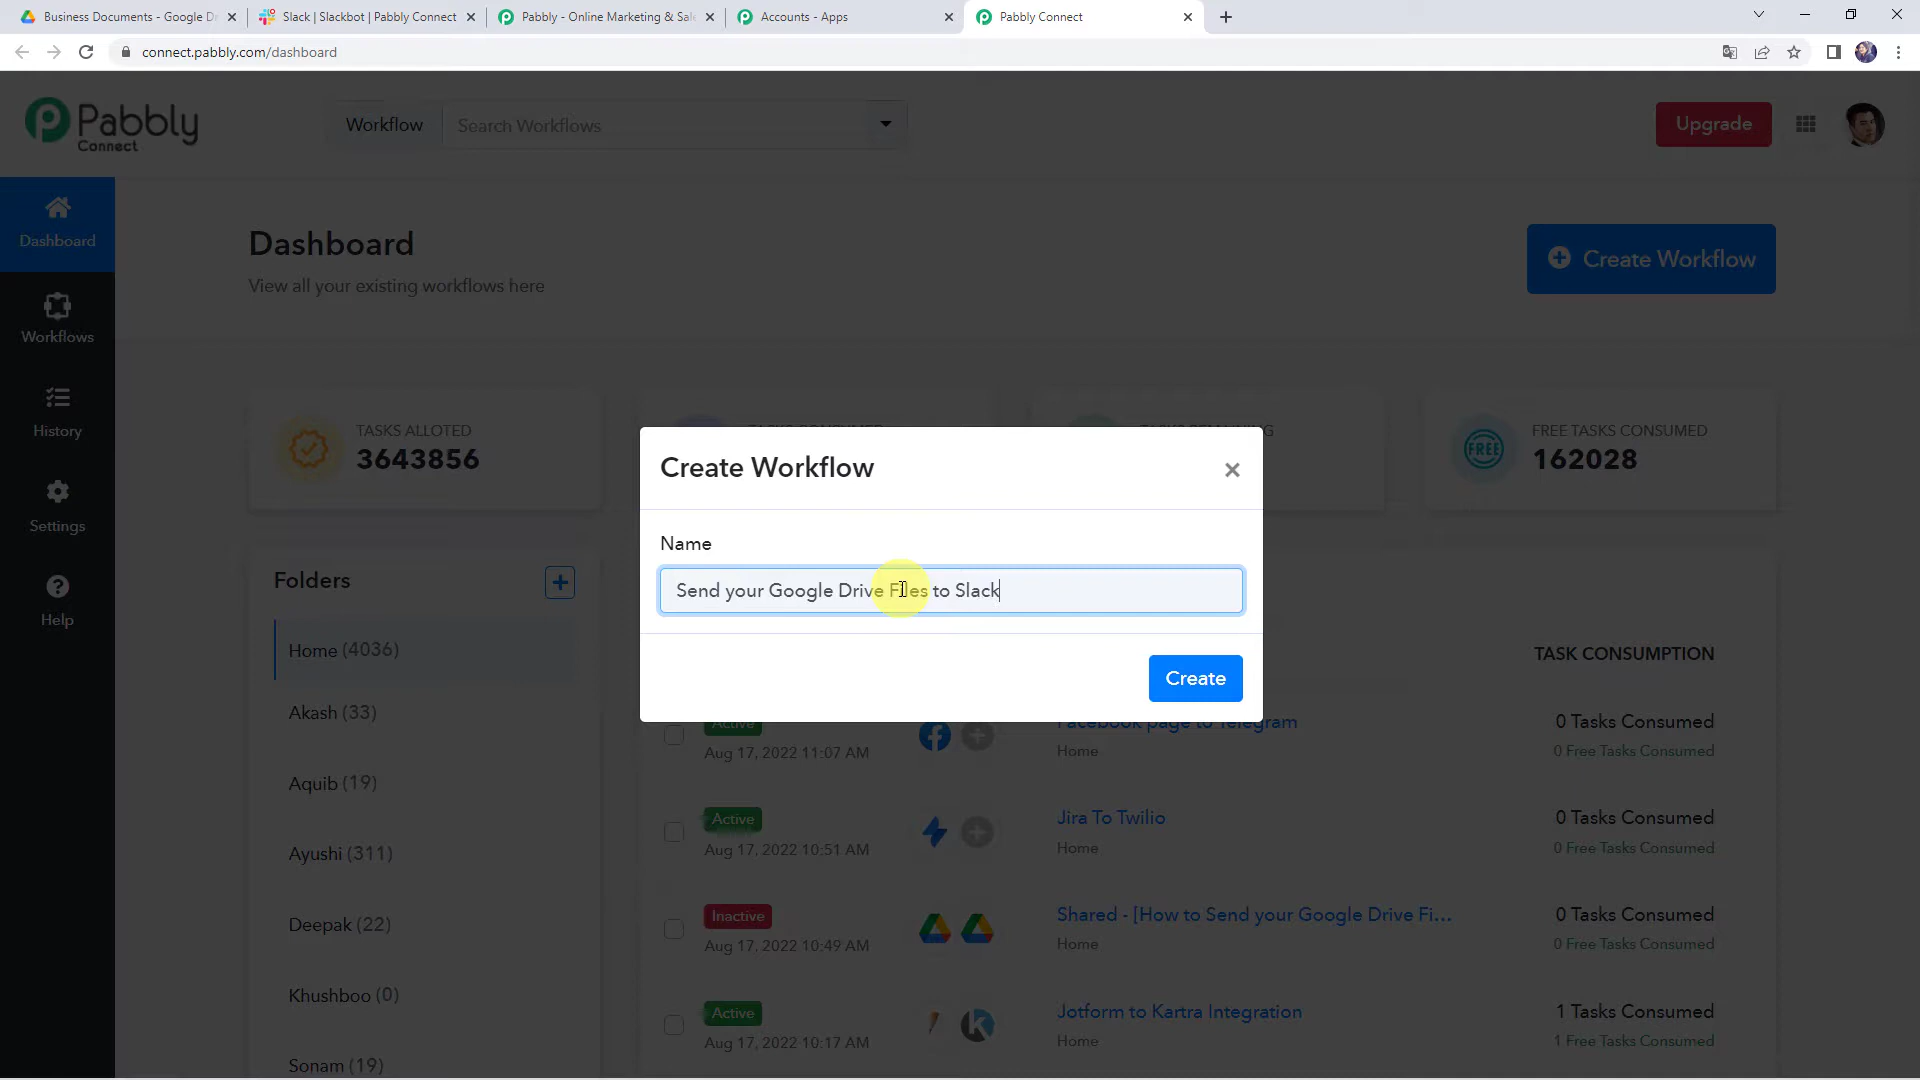 Business Documents - Google Dr
Slack | Slackbot | Pabbly Connect
Pabbly - Online Marketing & Sale
Accounts - Apps
Pabbly Connect
connect.pabbly.com/dashboard
Pabbly
Connect
Workflow
Search Workflows
Upgrade
Dashboard
Workflows
History
Settings
Help
Dashboard
View all your existing workflows here
Create Workflow
TASKS ALLOTED
3643856
FREE
FREE TASKS CONSUMED
162028
Create Workflow
×
Name
Send your Google Drive Files to Slack
Create
Folders
Home (4036)
Akash (33)
Aquib (19)
Ayushi (311)
Deepak (22)
Khushboo (0)
Sonam (19)
TASK CONSUMPTION
Active
Aug 17, 2022 11:07 AM
Facebook page to Telegram
Home
0 Tasks Consumed
0 Free Tasks Consumed
Active
Aug 17, 2022 10:51 AM
Jira To Twilio
Home
0 Tasks Consumed
0 Free Tasks Consumed
Inactive
Aug 17, 2022 10:49 AM
Shared - [How to Send your Google Drive Fi...
Home
0 Tasks Consumed
0 Free Tasks Consumed
Active
Aug 17, 2022 10:17 AM
Jotform to Kartra Integration
Home
1 Tasks Consumed
1 Free Tasks Consumed